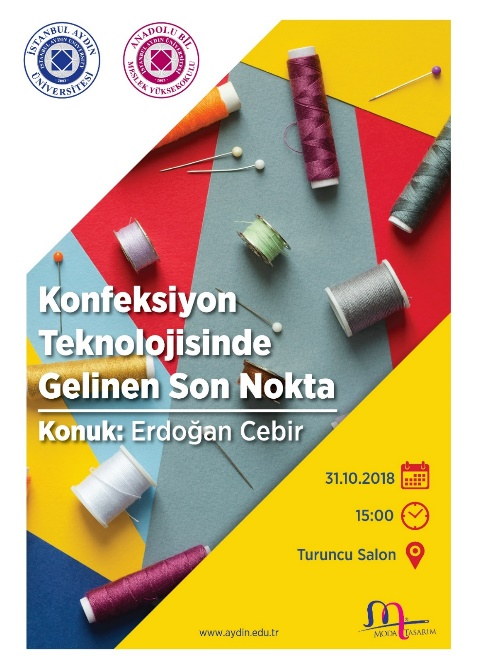 İSTANBUL AYDIN
ÜNİVERSİTESİ
ANADOLU BİL
MESLEK YÜKSEKOKULU
Konfeksiyon
Teknolojisinde
Gelinen Son Nokta
Konuk: Erdoğan Cebir
31.10.2018
15:00
Turuncu Salon
www.aydin.edu.tr
MODA TASARIM